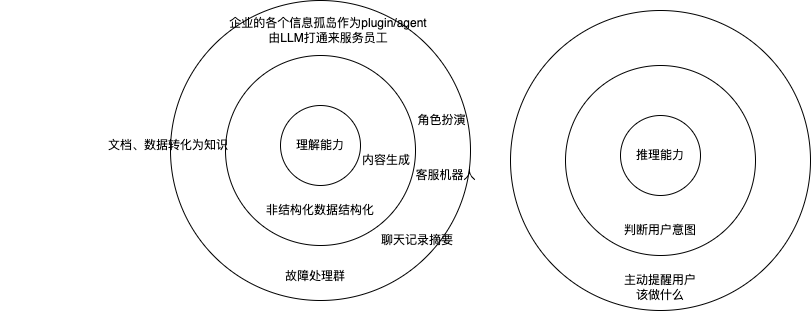 企业的各个信息孤岛作为plugin/agent
由LLM打通来服务员工
角色扮演
文档、数据转化为知识
理解能力
内容生成
客服机器人
非结构化数据结构化
聊天记录摘要
故障处理群
推理能力
判断用户意图
主动提醒用户
该做什么